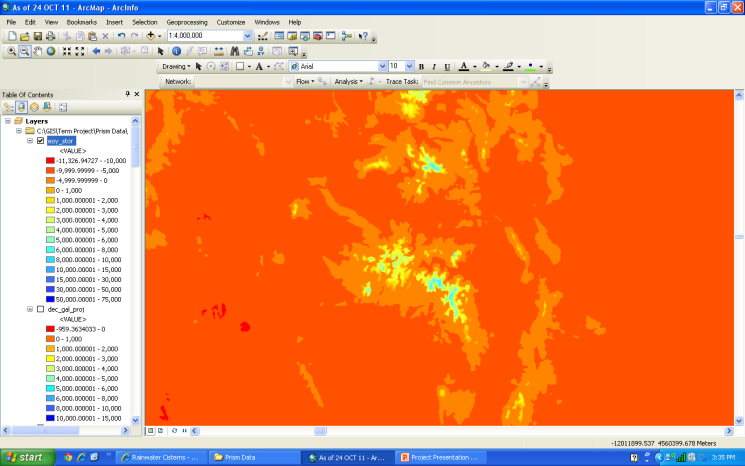 As of 24 OCT 11 - ArcMap - ArcInfo
File Edit View Bookmarks Insert Selection Geoprocessing Customize Windows Help
1:4,000,000
Drawing Arial 10 B I U A
Network: Flow Analysis Trace Task: Find Common Ancestors
Table Of Contents
Layers
C:\GIS\Term Project\Prism Data\
eoy_stor
<VALUE>
-11,326.94727 - -10,000
-9,999.99999 - -5,000
-4,999.999999 - 0
0 - 1,000
1,000.000001 - 2,000
2,000.000001 - 3,000
3,000.000001 - 4,000
4,000.000001 - 5,000
5,000.000001 - 6,000
6,000.000001 - 8,000
8,000.000001 - 10,000
10,000.00001 - 15,000
15,000.00001 - 30,000
30,000.00001 - 50,000
50,000.00001 - 75,000
dec_gal_proj
<VALUE>
-959.3634033 - 0
0 - 1,000
1,000.000001 - 2,000
2,000.000001 - 3,000
3,000.000001 - 4,000
4,000.000001 - 5,000
5,000.000001 - 6,000
6,000.000001 - 8,000
8,000.000001 - 10,000
10,000.00001 - 15,000
-12011899.537 4560399.678 Meters
start
Rainwater Cisterns - ...
Prism Data
As of 24 OCT 11 - Ar...
Project Presentation ...
3:35 PM